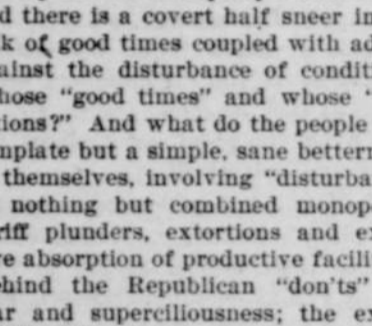 d there is a covert half sneer in
k of good times coupled with ad
ainst the disturbance of conditi
hose "good times" and whose "
ions?" And what do the people
nplate but a simple, sane betterm
themselves, involving "disturba
nothing but combined monop
riff plunders, extortions and ex
e absorption of productive facili
hind the Republican "don'ts"
ar and superciliousness; the ex